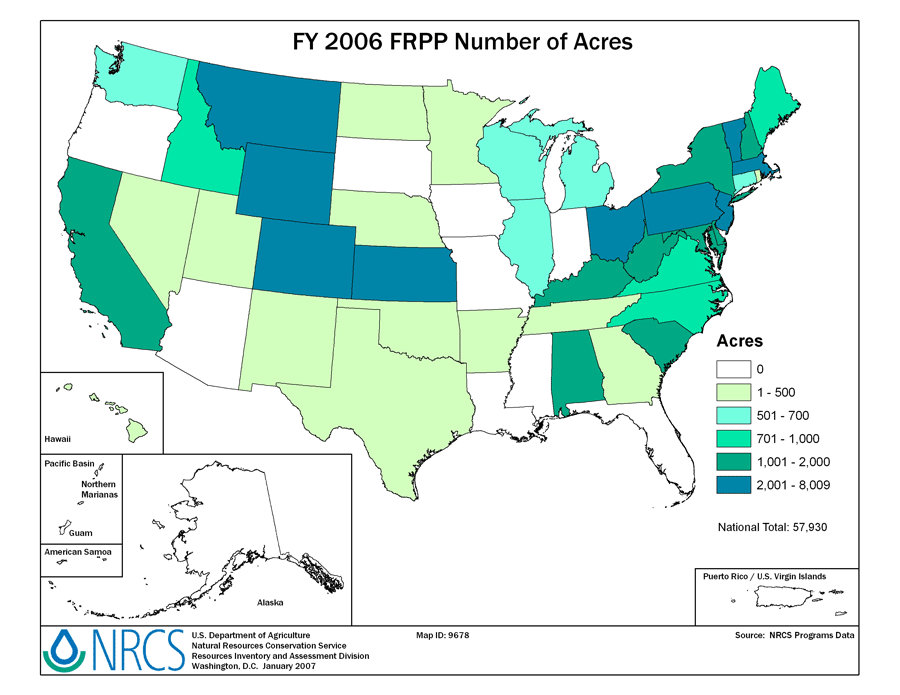 FY 2006 FRPP Number of Acres
Acres
0
1 - 500
501 - 700
701 - 1,000
1,001 - 2,000
2,001 - 8,009
National Total: 57,930
Hawaii
Pacific Basin
Northern
Marianas
Guam
American Samoa
Alaska
Puerto Rico / U.S. Virgin Islands
NRCS
U.S. Department of Agriculture
Natural Resources Conservation Service
Resources Inventory and Assessment Division
Washington, D.C. January 2007
Map ID: 9678
Source: NRCS Programs Data